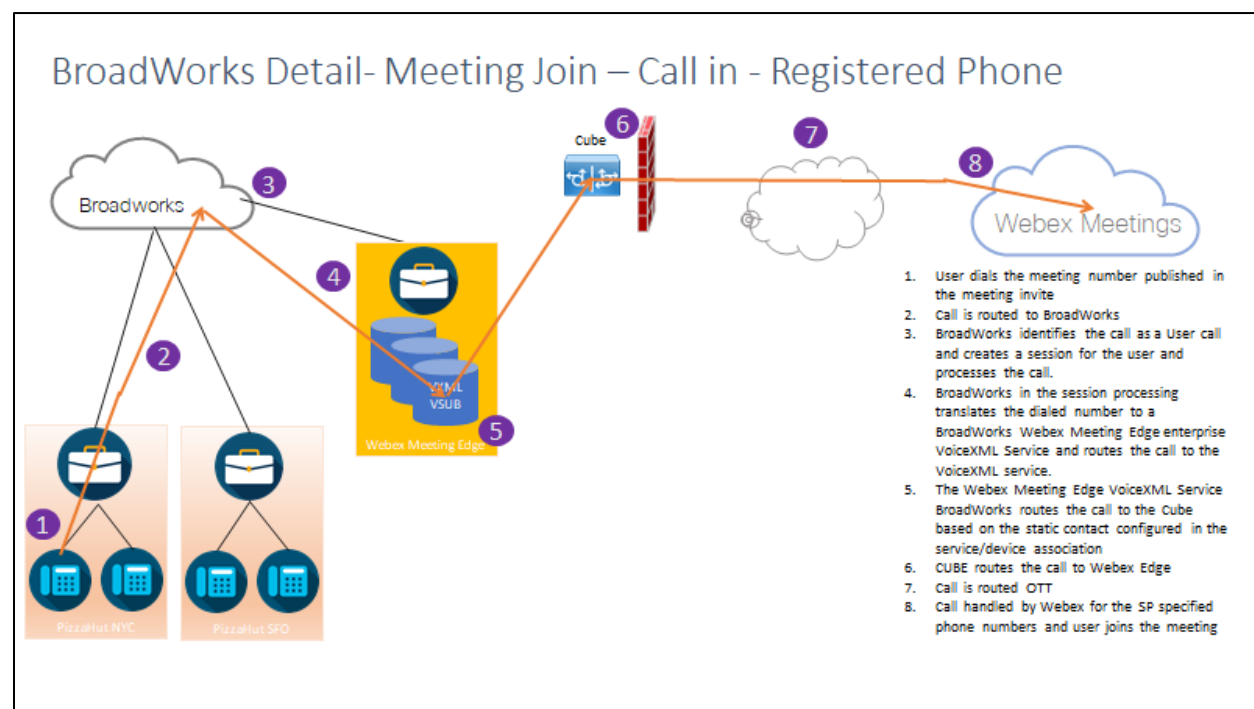 BroadWorks Detail- Meeting Join – Call in - Registered Phone
6
Cube
7
8
3
Broadworks
Webex Meetings
4
2
VXML
VSUB
5
Webex Meeting Edge
1
PizzaHut NYC
PizzaHut SFO
1. User dials the meeting number published in
the meeting invite
2. Call is routed to BroadWorks
3. BroadWorks identifies the call as a User call
and creates a session for the user and
processes the call.
4. BroadWorks in the session processing
translates the dialed number to a
BroadWorks Webex Meeting Edge enterprise
VoiceXML Service and routes the call to the
VoiceXML service.
5. The Webex Meeting Edge VoiceXML Service
BroadWorks routes the call to the Cube
based on the static contact configured in the
service/device association
6. CUBE routes the call to Webex Edge
7. Call is routed OTT
8. Call handled by Webex for the SP specified
phone numbers and user joins the meeting